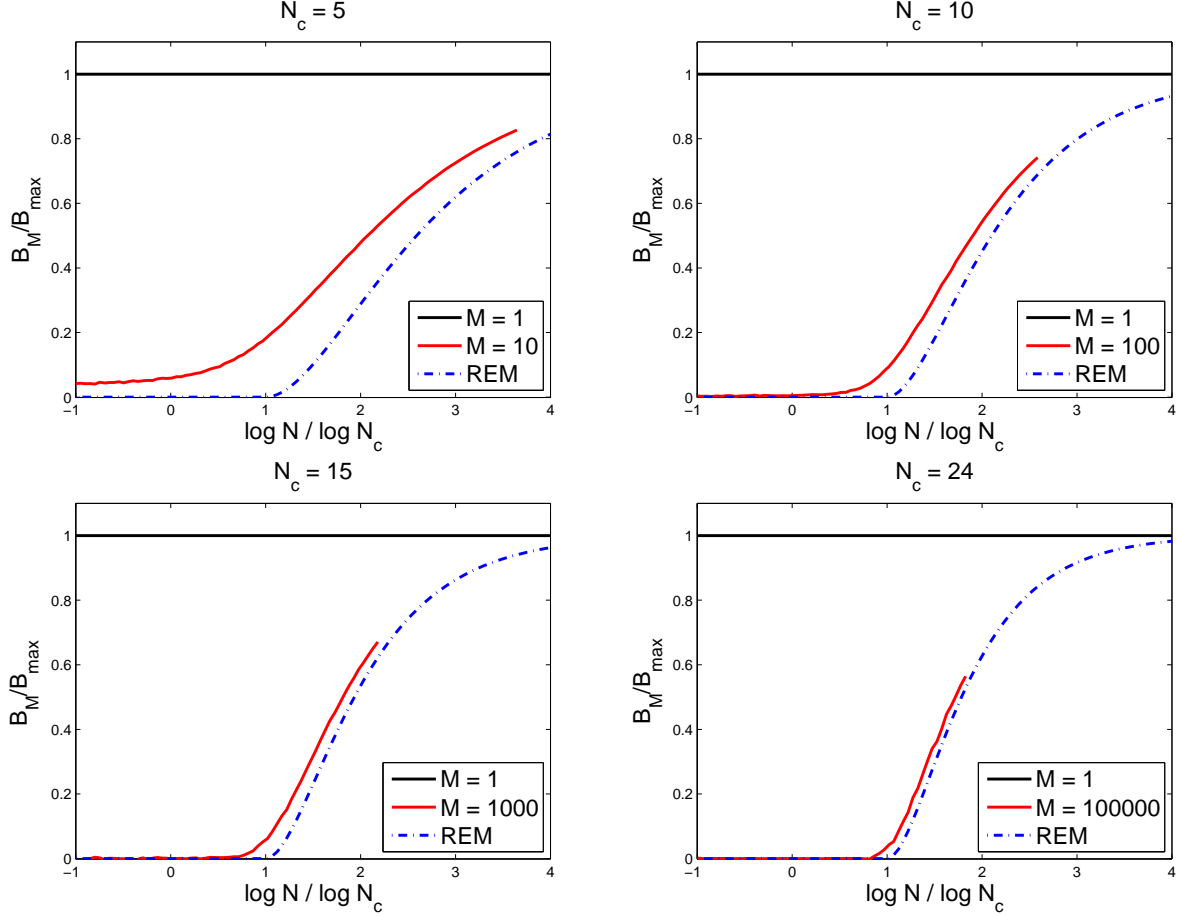 N_c = 5
B_M/B_max
1
0.8
0.6
0.4
0.2
0
−1 0 1 2 3 4
log N / log N_c
M = 1
M = 10
REM
N_c = 10
B_M/B_max
1
0.8
0.6
0.4
0.2
0
−1 0 1 2 3 4
log N / log N_c
M = 1
M = 100
REM
N_c = 15
B_M/B_max
1
0.8
0.6
0.4
0.2
0
−1 0 1 2 3 4
log N / log N_c
M = 1
M = 1000
REM
N_c = 24
B_M/B_max
1
0.8
0.6
0.4
0.2
0
−1 0 1 2 3 4
log N / log N_c
M = 1
M = 100000
REM